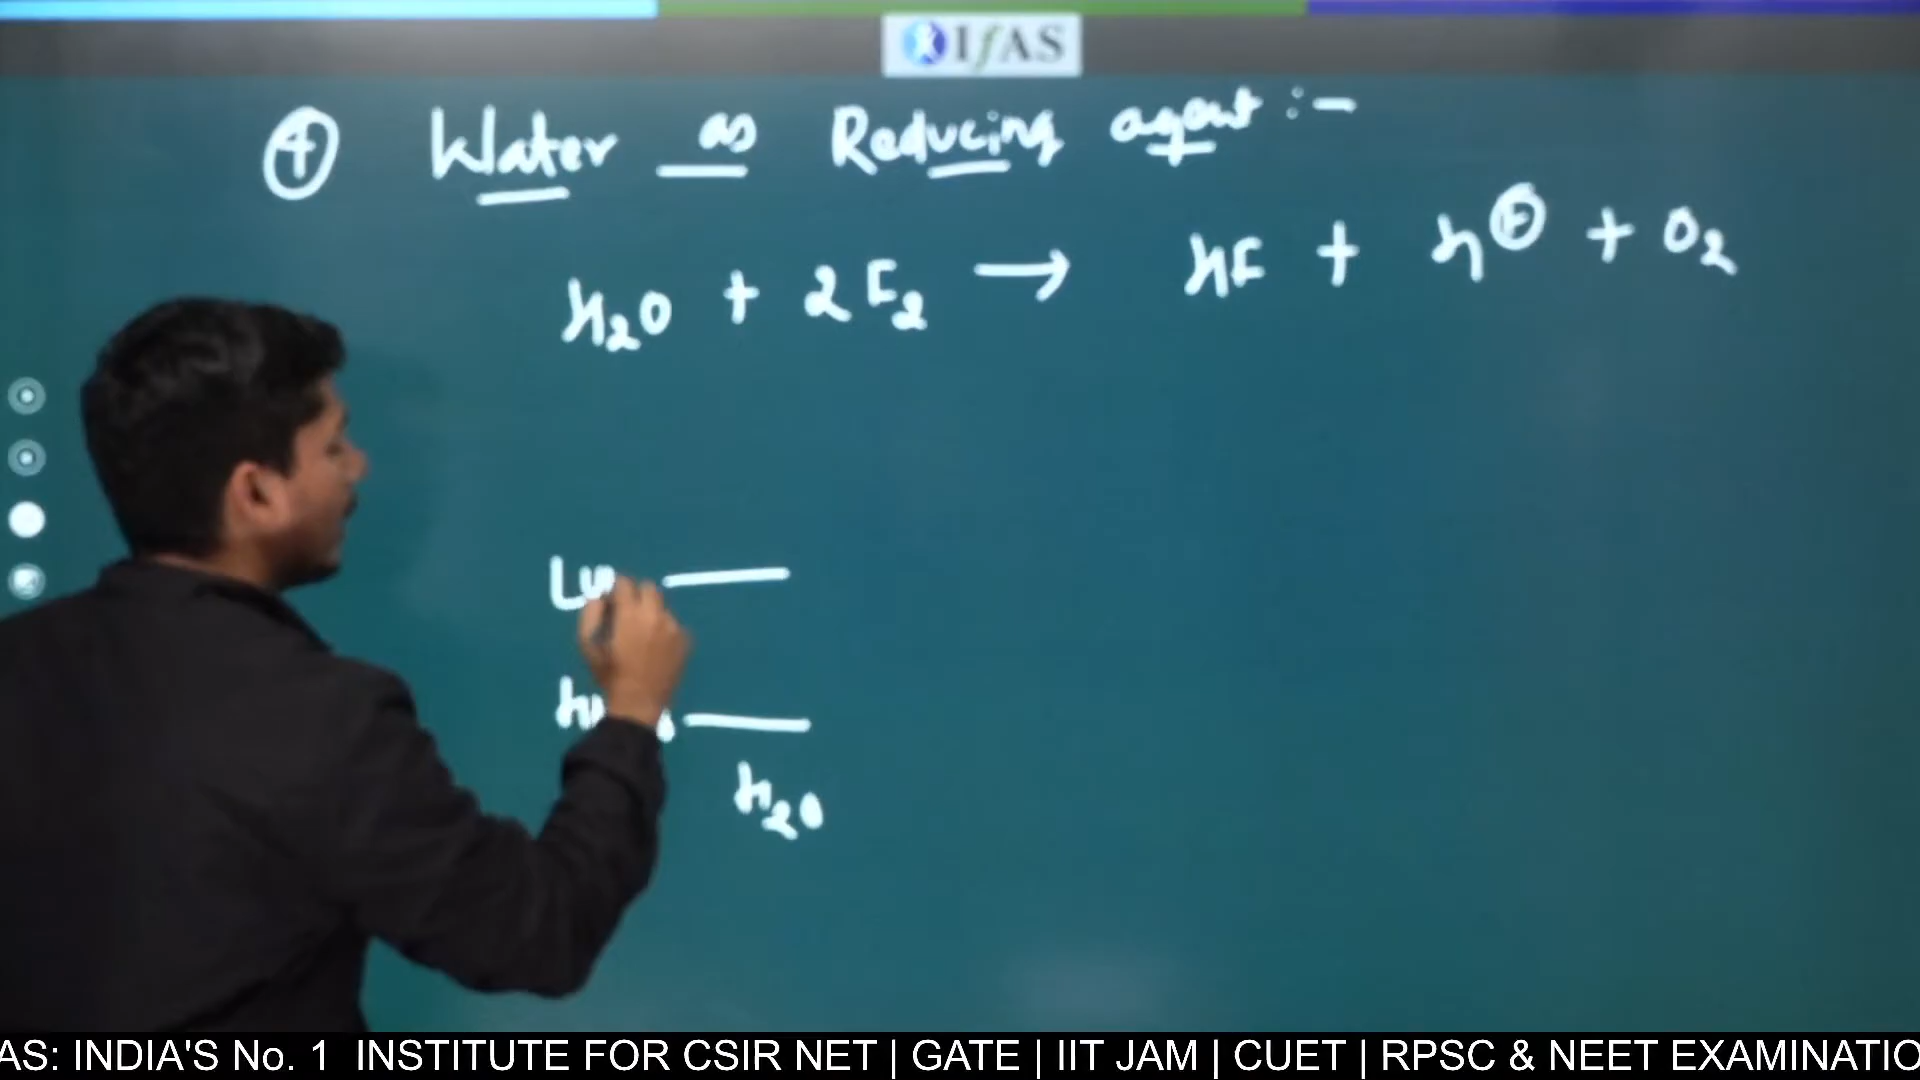 IfAS
④ Water as Reducing agent :-
H₂O + 2F₂ → HF + H⊕ + O₂
H₂O
AS: INDIA'S No. 1 INSTITUTE FOR CSIR NET | GATE | IIT JAM | CUET | RPSC & NEET EXAMINATIO